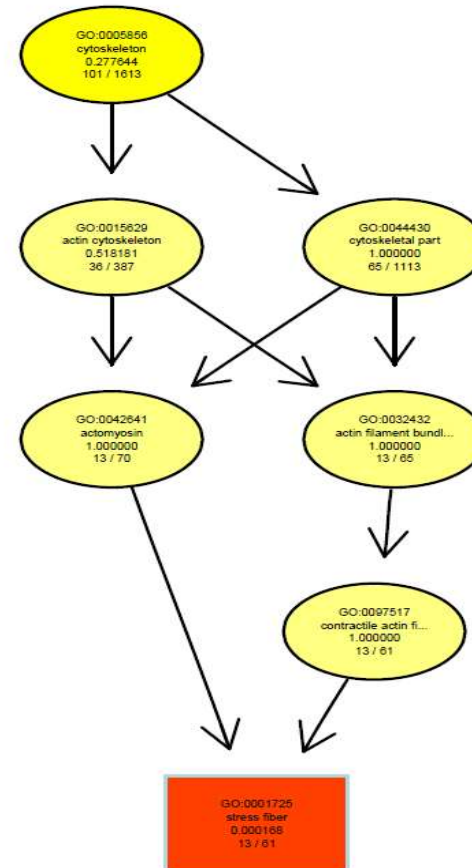 GO:0005856
cytoskeleton
0.277644
101 / 1613
GO:0015629
actin cytoskeleton
0.518181
36 / 387
GO:0044430
cytoskeletal part
1.000000
65 / 1113
GO:0042641
actomyosin
1.000000
13 / 70
GO:0032432
actin filament bundl...
1.000000
13 / 65
GO:0097517
contractile actin fi...
1.000000
13 / 61
GO:0001725
stress fiber
0.000168
13 / 61